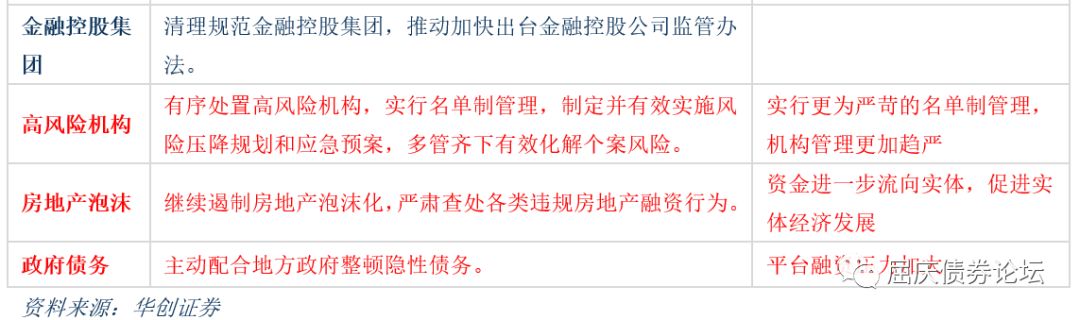 金融控股集
团
清理规范金融控股集团，推动加快出台金融控股公司监管办
法。
高风险机构
有序处置高风险机构，实行名单制管理，制定并有效实施风
险压降规划和应急预案，多管齐下有效化解个案风险。
实行更为严苛的名单制管理，
机构管理更加趋严
房地产泡沫
继续遏制房地产泡沫化，严肃查处各类违规房地产融资行为。
资金进一步流向实体，促进实
体经济发展
政府债务
主动配合地方政府整顿隐性债务。
平台融
屈庆债券论坛
资料来源：华创证券